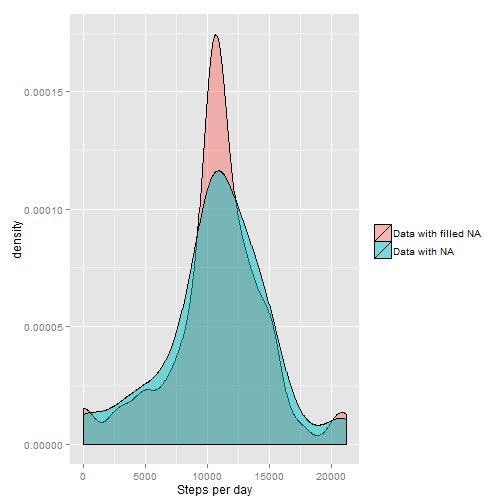 0.00015
0.00010
0.00005
0.00000
density
0 5000 10000 15000 20000
Steps per day
Data with filled NA
Data with NA